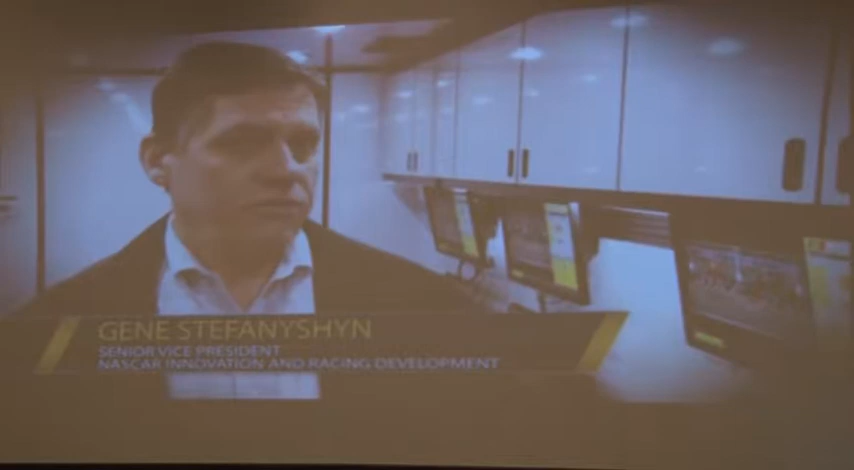 GENE STEFANYSHYN
SENIOR VICE PRESIDENT
NASCAR INNOVATION AND RACING DEVELOPMENT